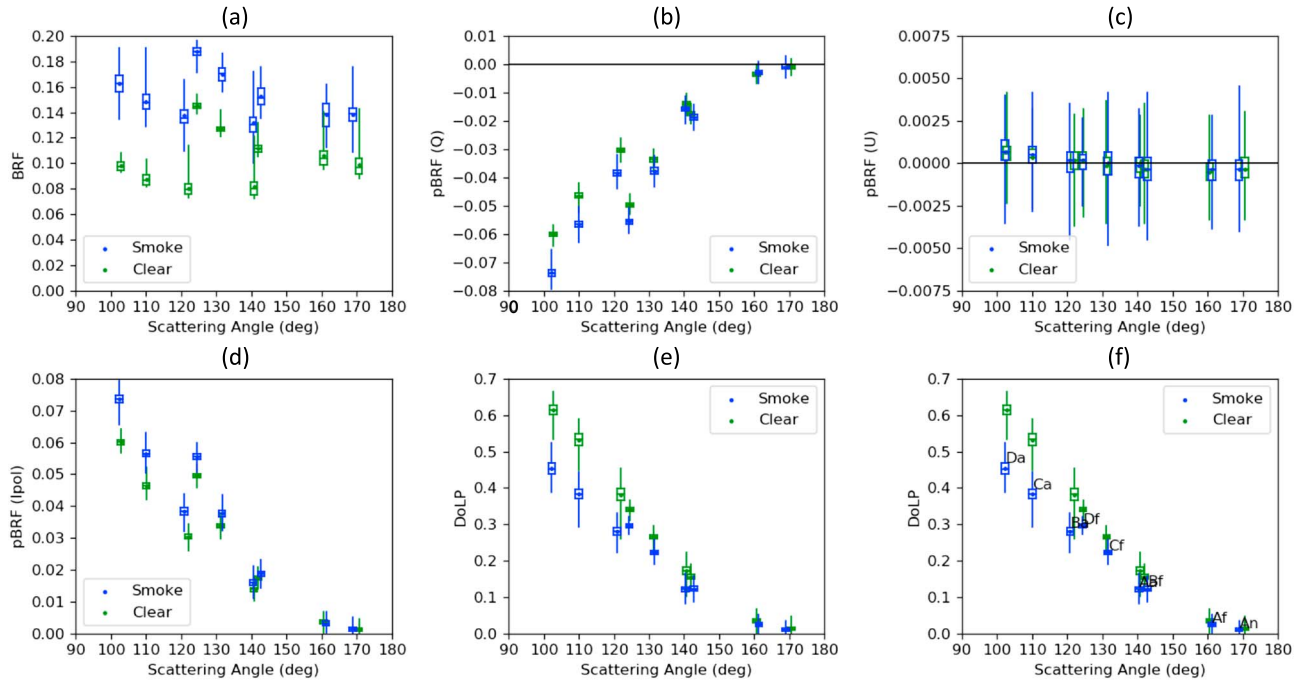 (a)
0.20
0.18
0.16
0.14
0.12
0.10
0.08
0.06
0.04
0.02
0.00
BRF
Smoke
Clear
90 100 110 120 130 140 150 160 170 180
Scattering Angle (deg)
(b)
0.01
0.00
−0.01
−0.02
−0.03
−0.04
−0.05
−0.06
−0.07
−0.08
pBRF (Q)
Smoke
Clear
90 100 110 120 130 140 150 160 170 180
0
Scattering Angle (deg)
(c)
0.0075
0.0050
0.0025
0.0000
−0.0025
−0.0050
−0.0075
pBRF (U)
Smoke
Clear
90 100 110 120 130 140 150 160 170 180
Scattering Angle (deg)
(d)
0.08
0.07
0.06
0.05
0.04
0.03
0.02
0.01
0.00
pBRF (Ipol)
Smoke
Clear
90 100 110 120 130 140 150 160 170 180
Scattering Angle (deg)
(e)
0.7
0.6
0.5
0.4
0.3
0.2
0.1
0.0
DoLP
Smoke
Clear
90 100 110 120 130 140 150 160 170 180
Scattering Angle (deg)
(f)
0.7
0.6
0.5
0.4
0.3
0.2
0.1
0.0
DoLP
Smoke
Clear
Da
Ca
Ba
Df
Cf
Bf
Af
An
90 100 110 120 130 140 150 160 170 180
Scattering Angle (deg)